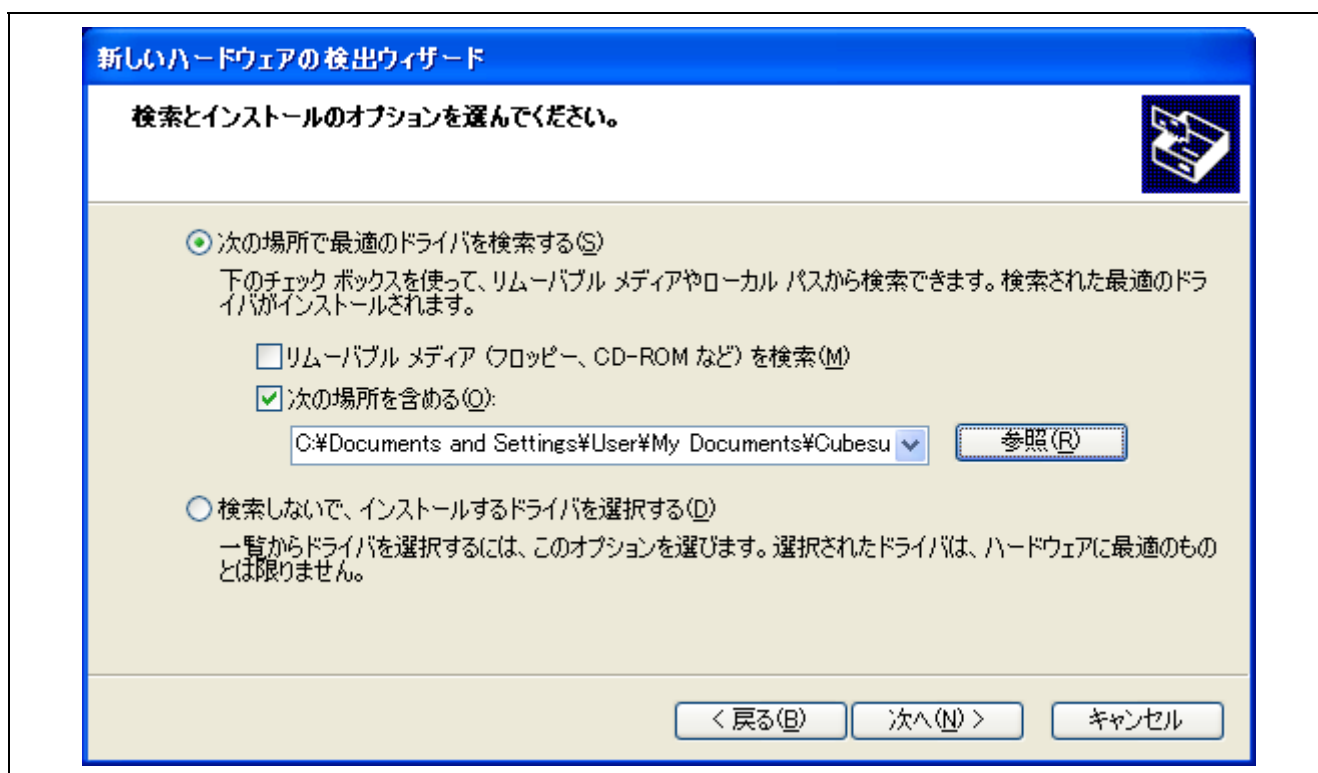 新しいハードウェアの検出ウィザード
検索とインストールのオプションを選んでください。
次の場所で最適のドライバを検索する(S)
下のチェック ボックスを使って、リムーバブル メディアやローカル パスから検索できます。検索された最適のドラ
イバがインストールされます。
リムーバブル メディア (フロッピー、CD-ROM など) を検索(M)
次の場所を含める(O):
C:¥Documents and Settings¥User¥My Documents¥Cubesu
参照(R)
検索しないで、インストールするドライバを選択する(D)
一覧からドライバを選択するには、このオプションを選びます。選択されたドライバは、ハードウェアに最適のもの
とは限りません。
< 戻る(B) 次へ(N) > キャンセル